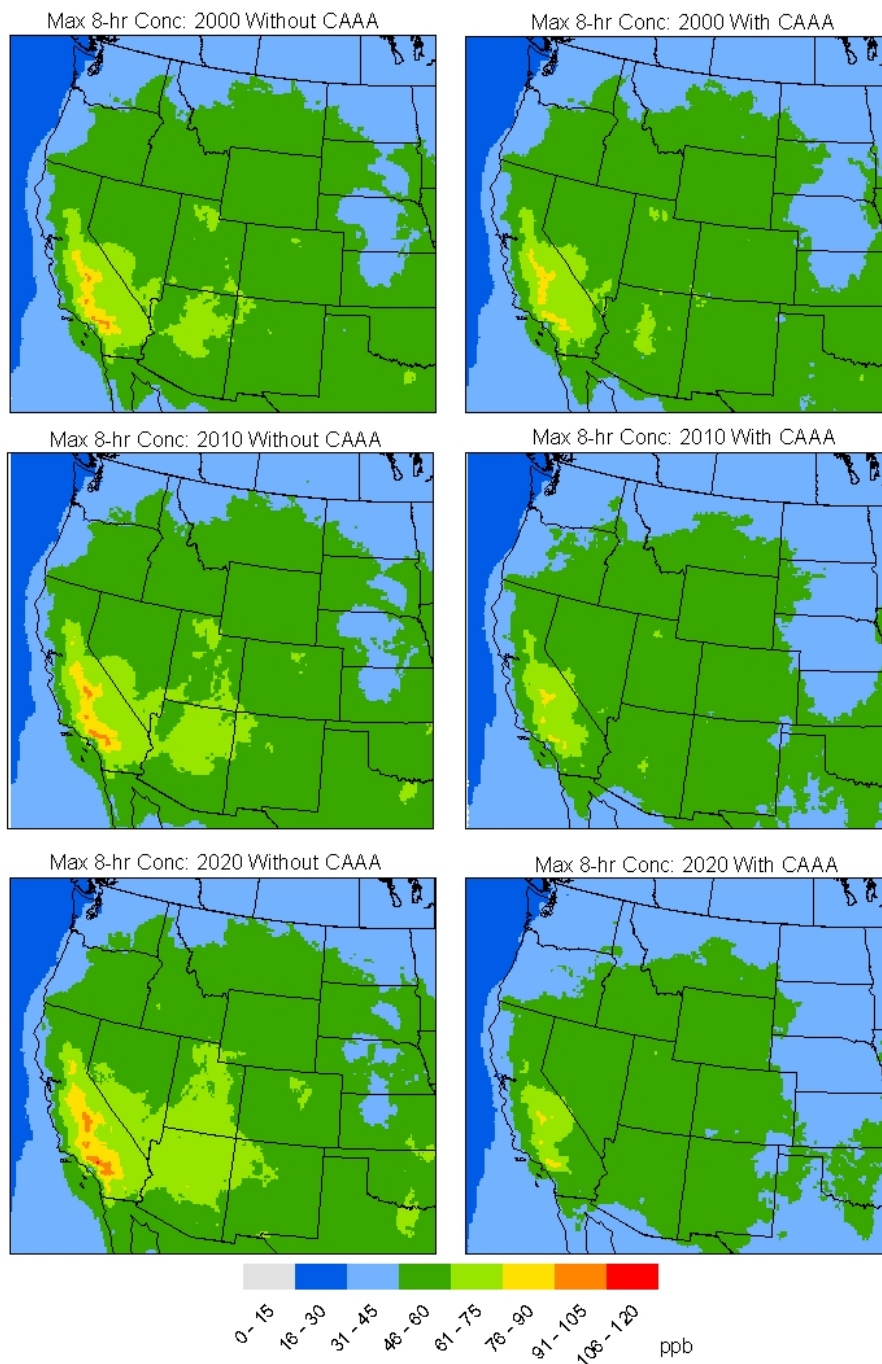 Max 8-hr Conc: 2000 Without CAAA
Max 8-hr Conc: 2000 With CAAA
Max 8-hr Conc: 2010 Without CAAA
Max 8-hr Conc: 2010 With CAAA
Max 8-hr Conc: 2020 Without CAAA
Max 8-hr Conc: 2020 With CAAA
0 - 15
16 - 30
31 - 45
46 - 60
61 - 75
76 - 90
91 - 105
106 - 120
ppb